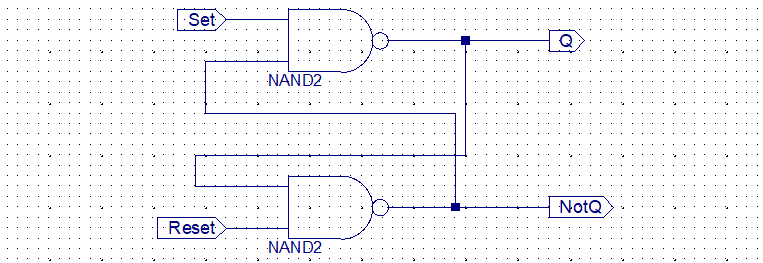 Set
Q
NAND2
NotQ
Reset
NAND2